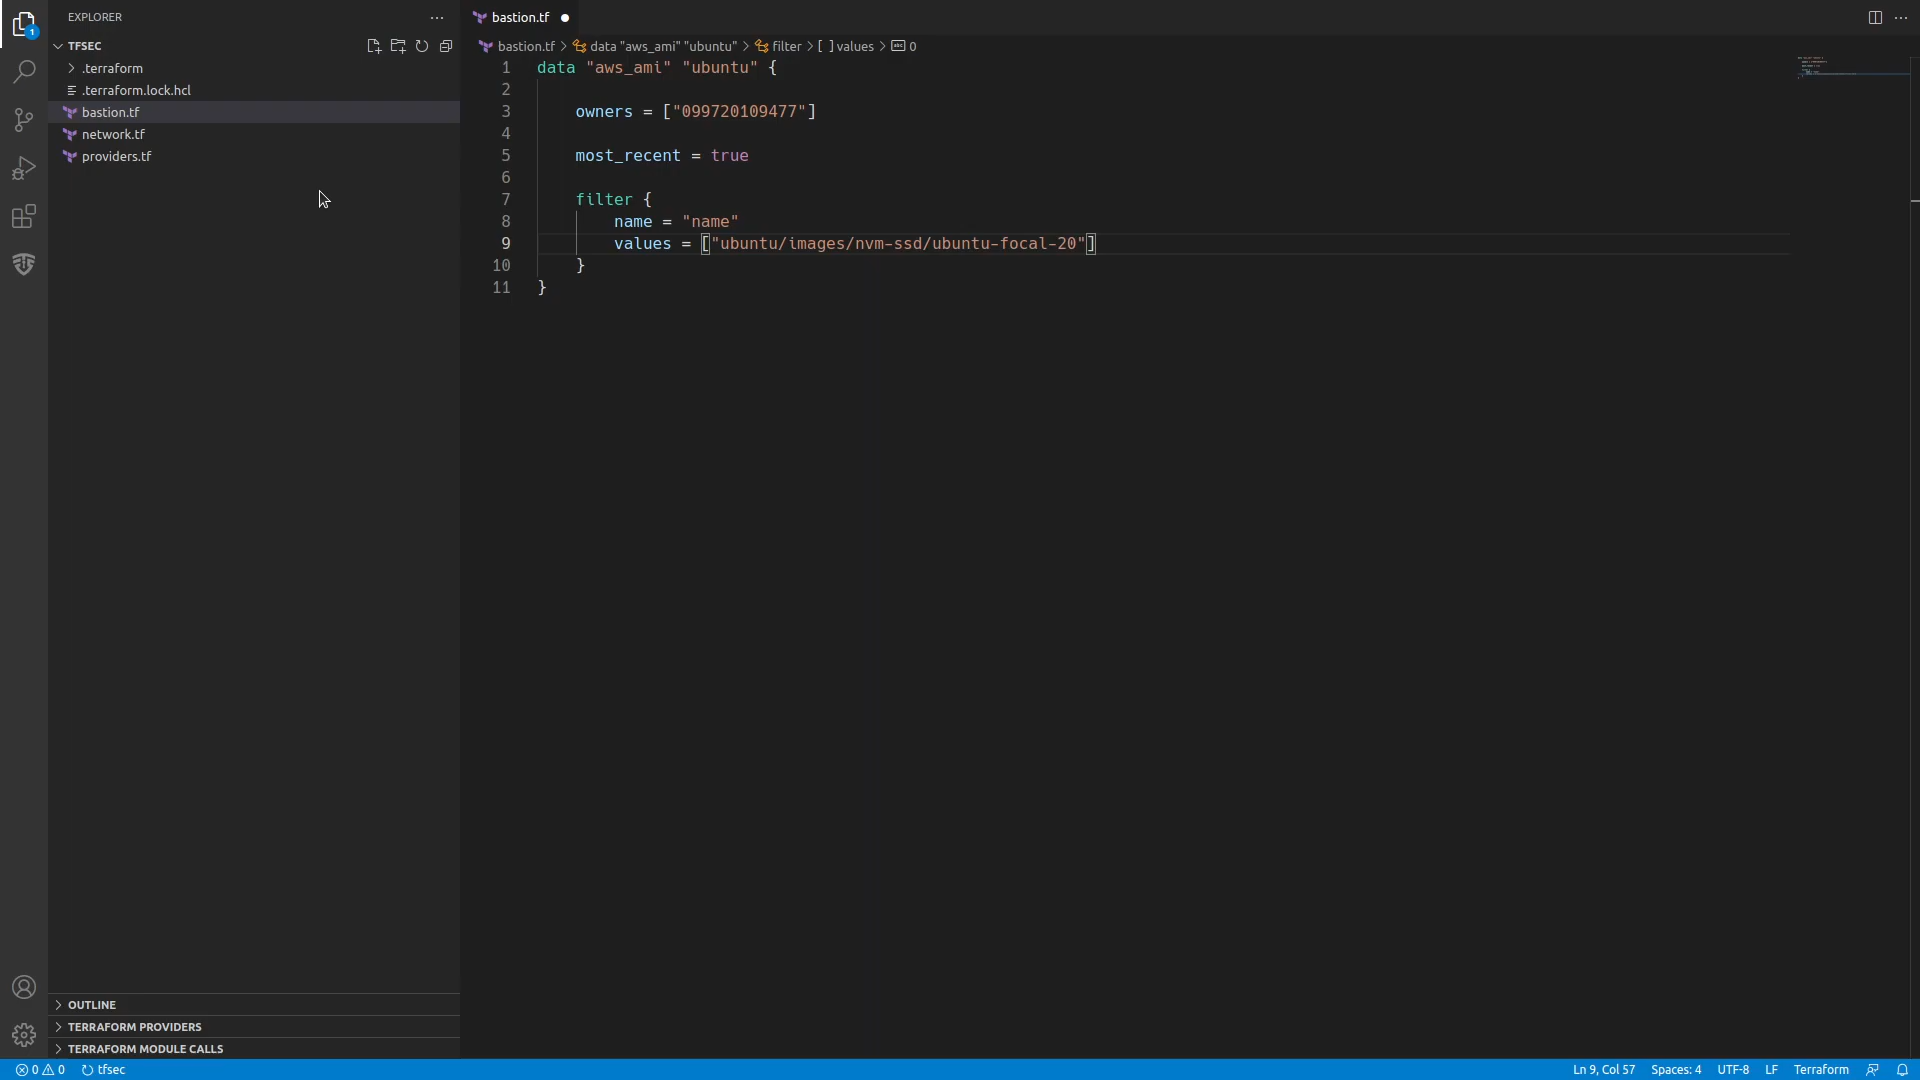 EXPLORER
TFSEC
.terraform
.terraform.lock.hcl
bastion.tf
network.tf
providers.tf
OUTLINE
TERRAFORM PROVIDERS
TERRAFORM MODULE CALLS
1
bastion.tf
bastion.tf > data "aws_ami" "ubuntu" > filter > [ ] values > abc 0
1 data "aws_ami" "ubuntu" {
2
3 owners = ["099720109477"]
4
5 most_recent = true
6
7 filter {
8 name = "name"
9 values = ["ubuntu/images/nvm-ssd/ubuntu-focal-20"]
10 }
11 }
0 0 tfsec
Ln 9, Col 57 Spaces: 4 UTF-8 LF Terraform